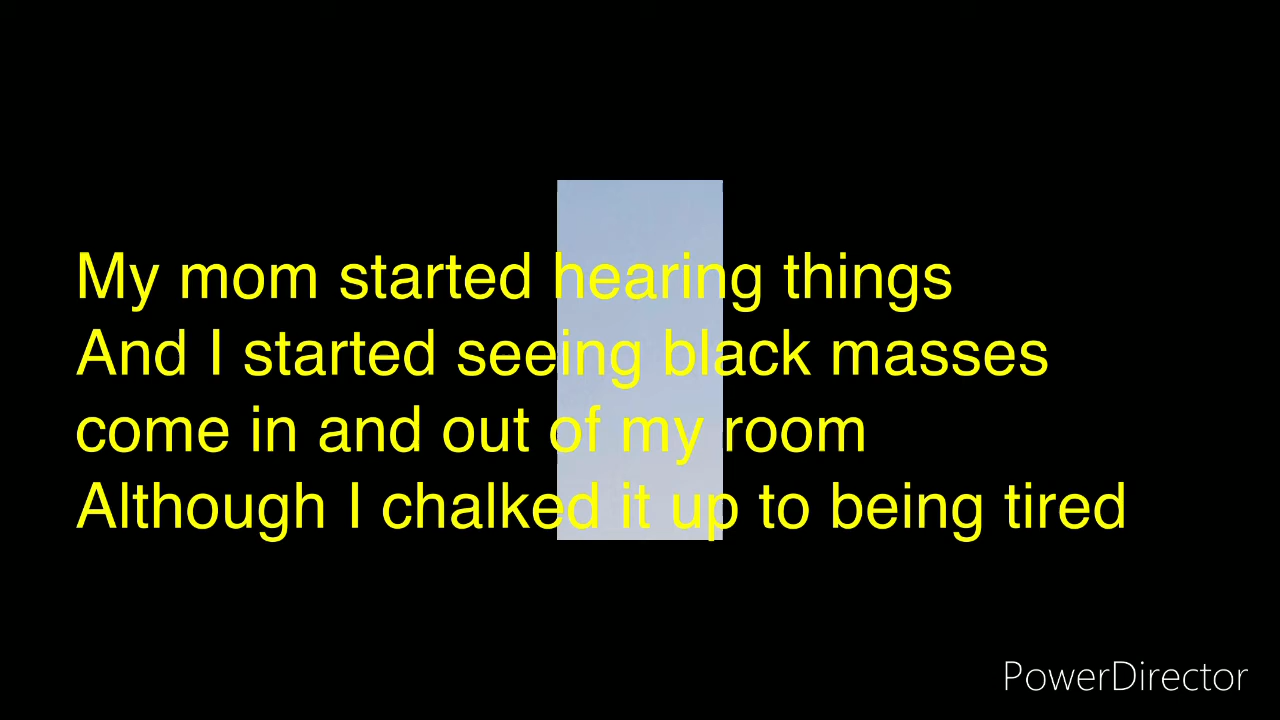 My mom started hearing things
And I started seeing black masses
come in and out of my room
Although I chalked it up to being tired
PowerDirector